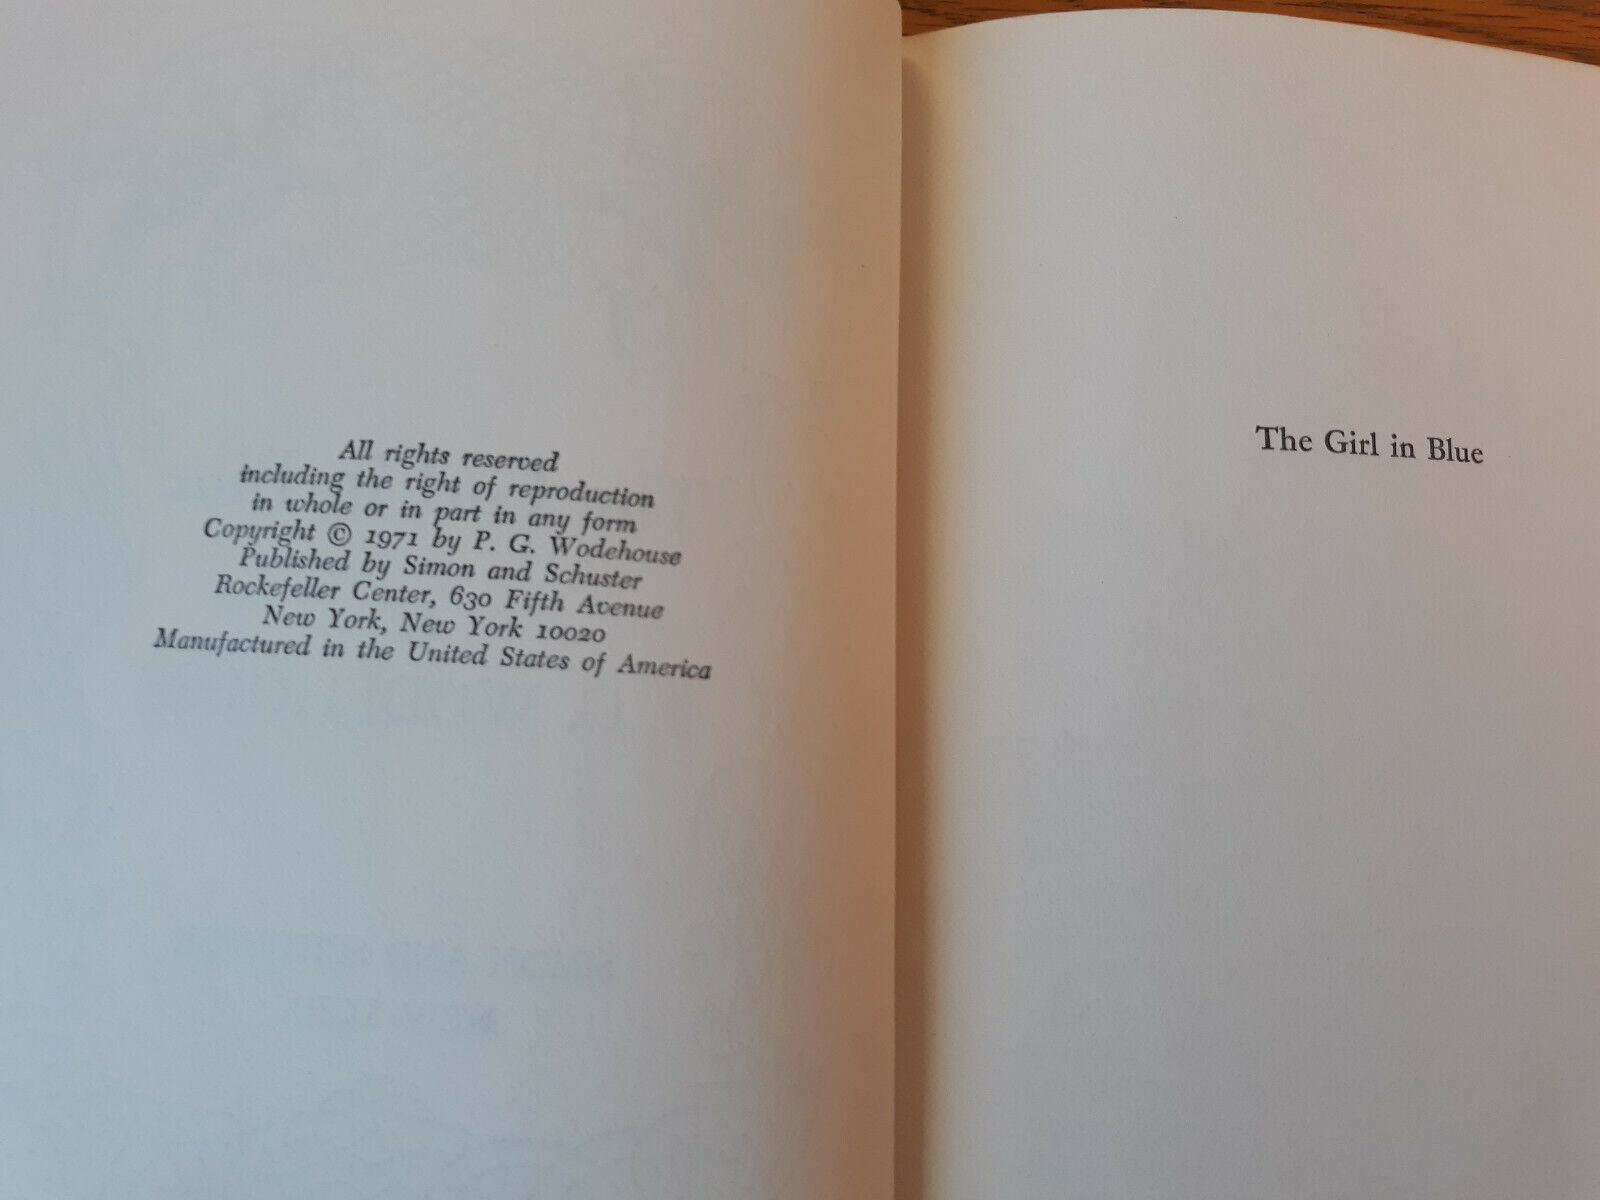 All rights reserved
including the right of reproduction
in whole or in part in any form
Copyright © 1971 by P. G. Wodehouse
Published by Simon and Schuster
Rockefeller Center, 630 Fifth Avenue
New York, New York 10020
Manufactured in the United States of America
The Girl in Blue